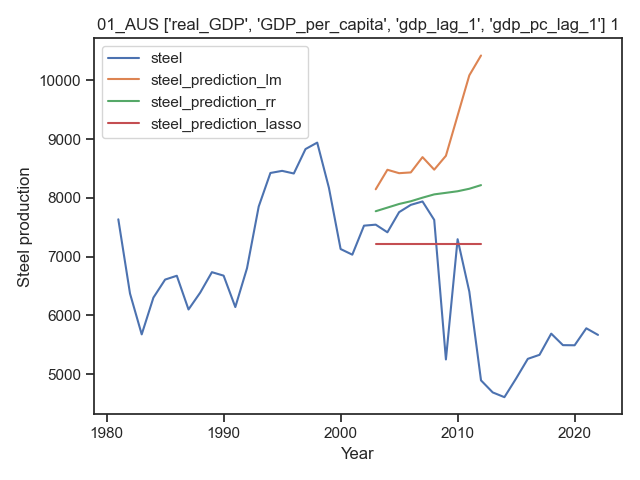 01_AUS ['real_GDP', 'GDP_per_capita', 'gdp_lag_1', 'gdp_pc_lag_1'] 1
steel
steel_prediction_lm
steel_prediction_rr
steel_prediction_lasso
10000
9000
8000
7000
6000
5000
Steel production
1980
1990
2000
2010
2020
Year